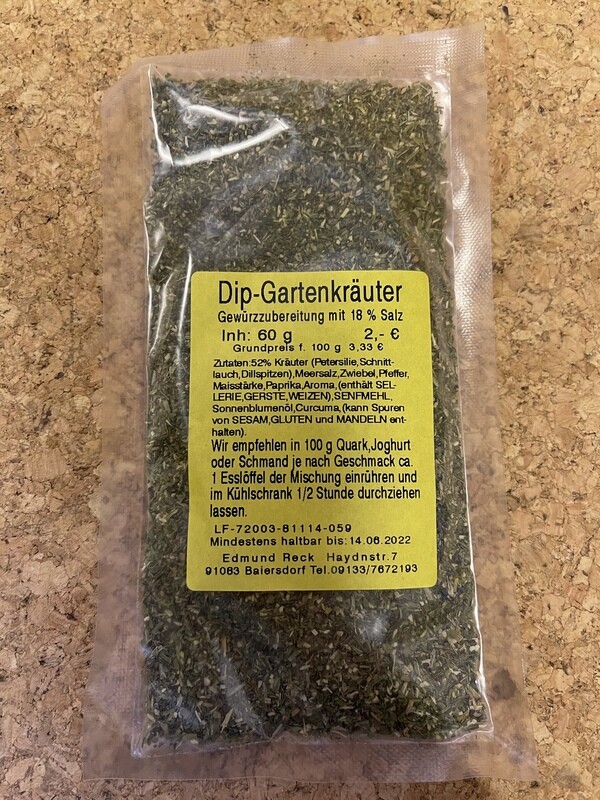 Dip-Gartenkräuter
Gewürzzubereitung mit 18 % Salz
Inh: 60 g 2,- €
Grundpreis f. 100 g 3,33 €
Zutaten:52% Kräuter (Petersilie,Schnitt-
lauch,Dillspitzen),Meersalz,Zwiebel,Pfeffer,
Maisstärke,Paprika,Aroma,(enthält SEL-
LERIE,GERSTE,WEIZEN),SENFMEHL,
Sonnenblumenöl,Curcuma,(kann Spuren
von SESAM,GLUTEN und MANDELN ent-
halten).
Wir empfehlen in 100 g Quark,Joghurt
oder Schmand je nach Geschmack ca.
1 Esslöffel der Mischung einrühren und
im Kühlschrank 1/2 Stunde durchziehen
lassen.
LF-72003-61114-059
Mindestens haltbar bis:14.06.2022
Edmund Reck Haydnstr.7
91083 Baiersdorf Tel.09133/7672193